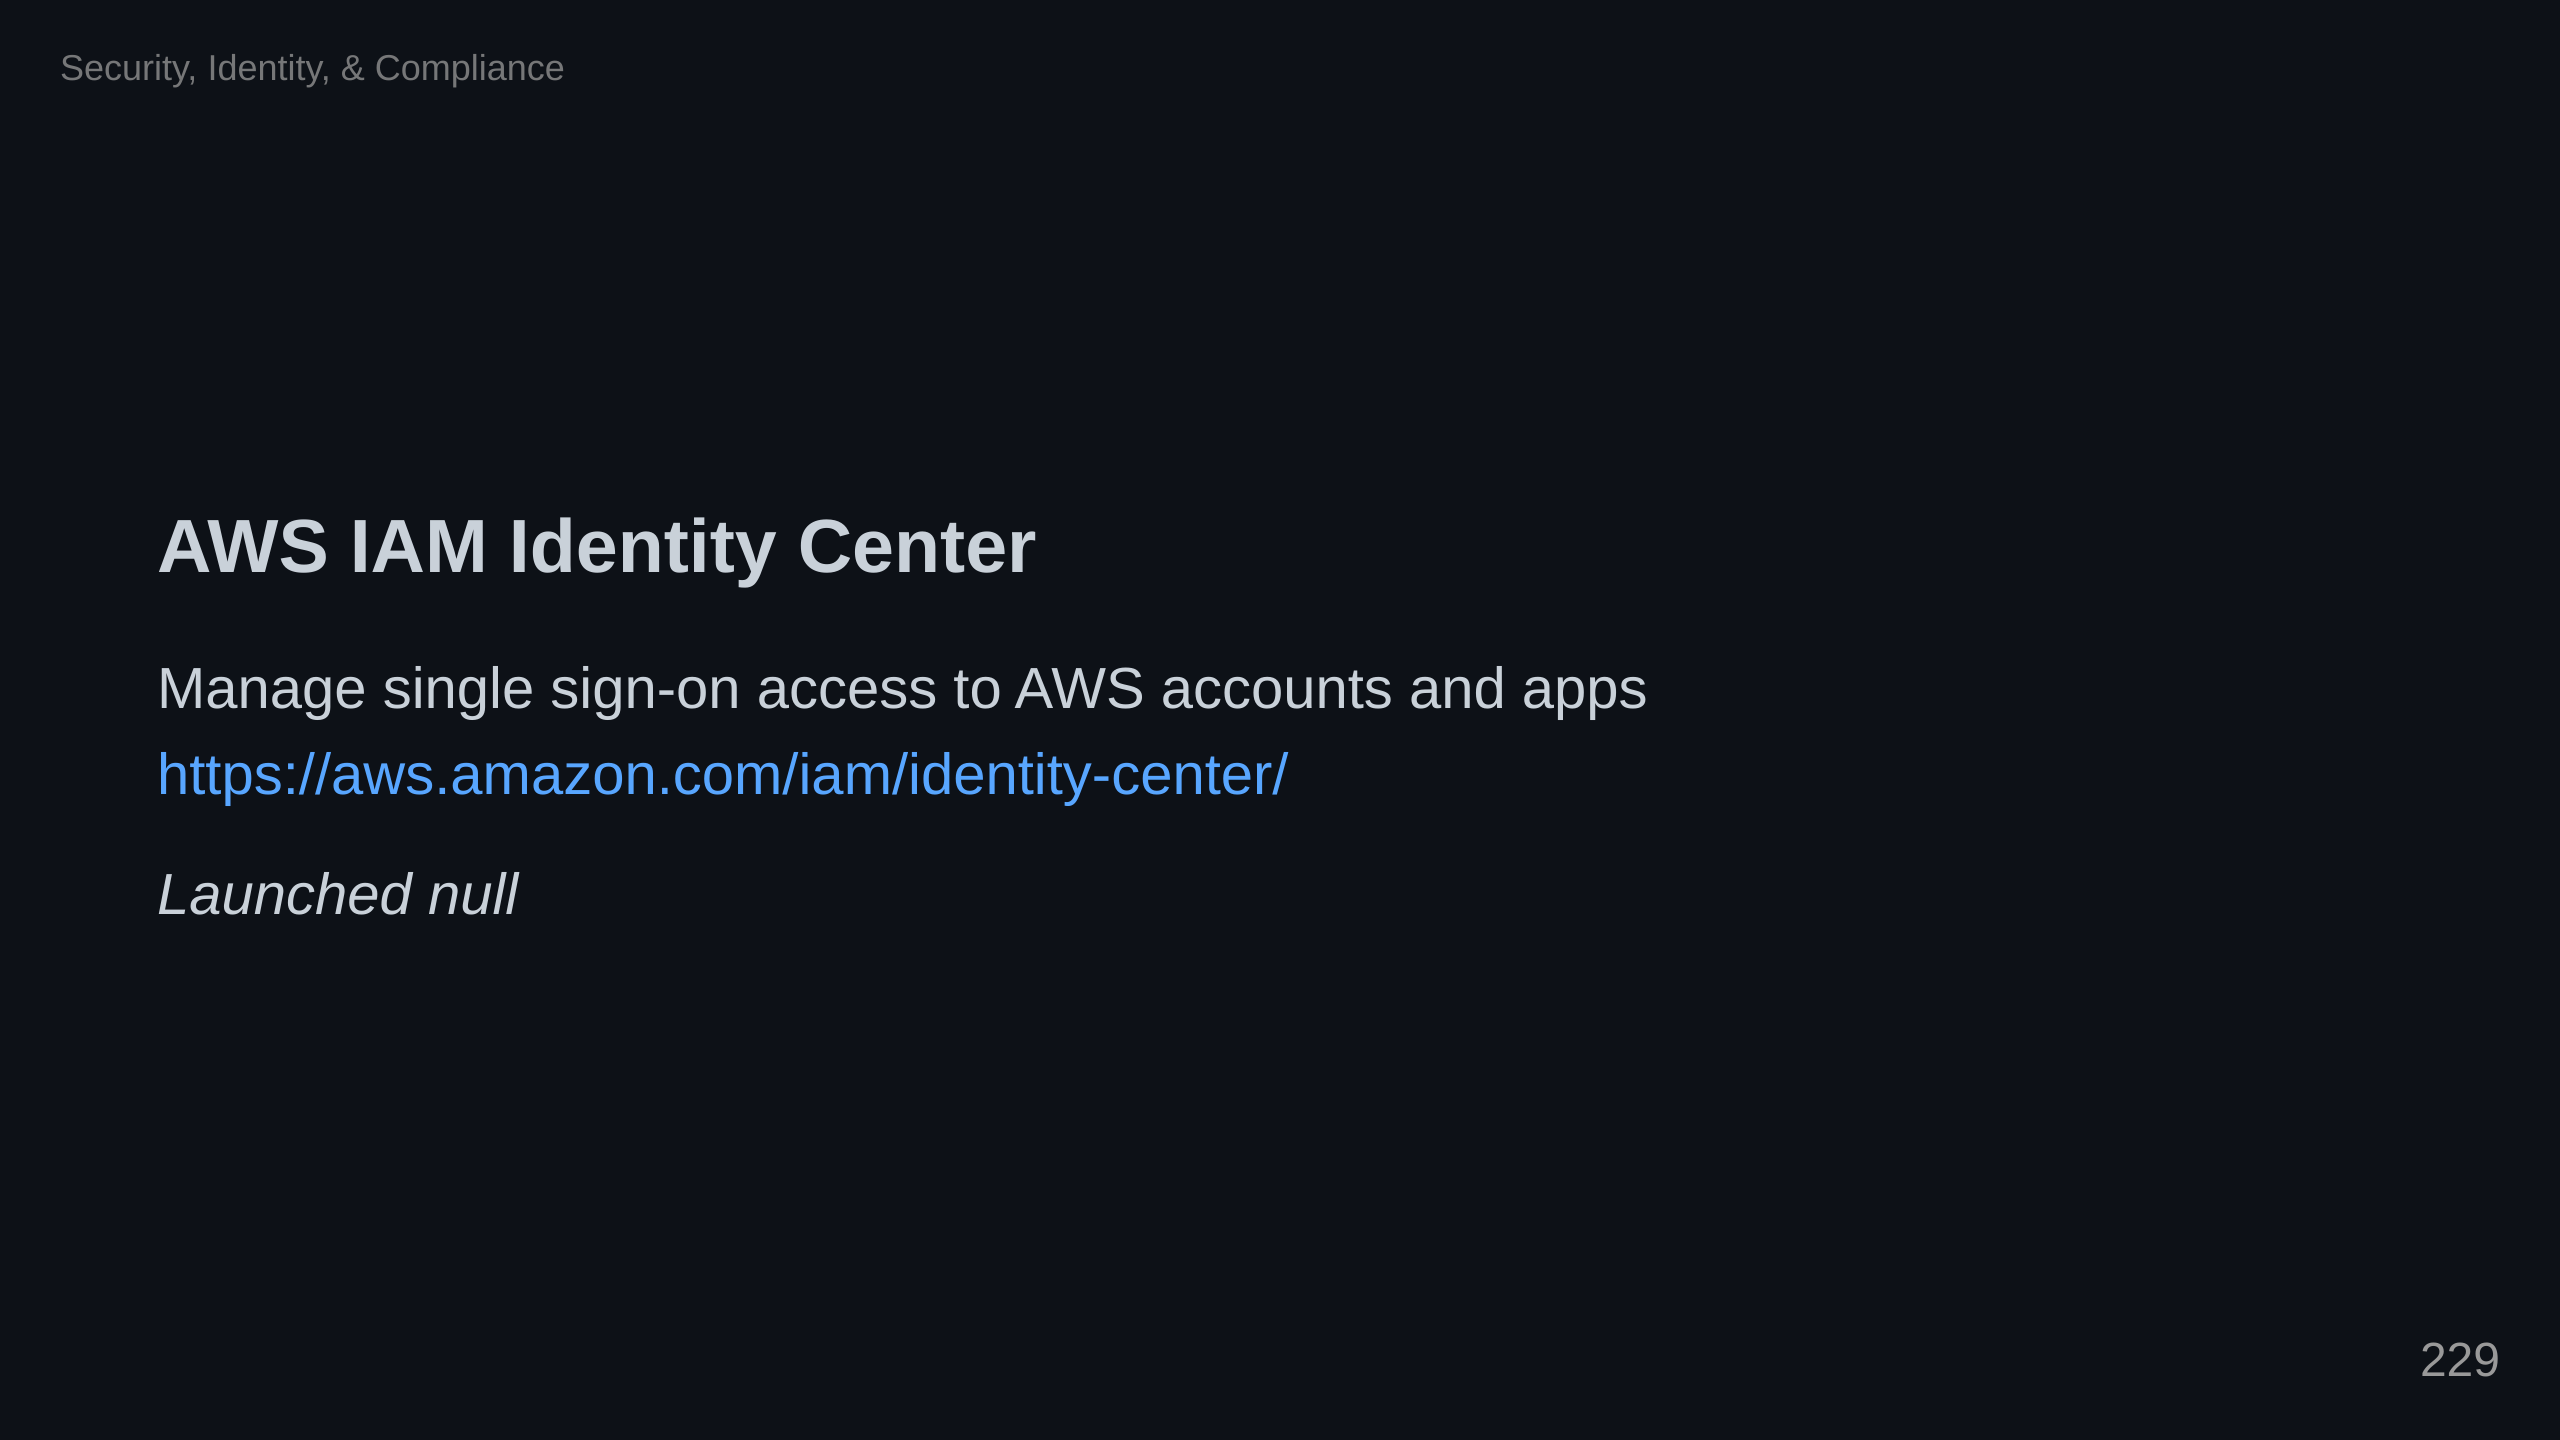 Security, Identity, & Compliance
AWS IAM Identity Center
Manage single sign-on access to AWS accounts and apps
https://aws.amazon.com/iam/identity-center/
Launched null
229